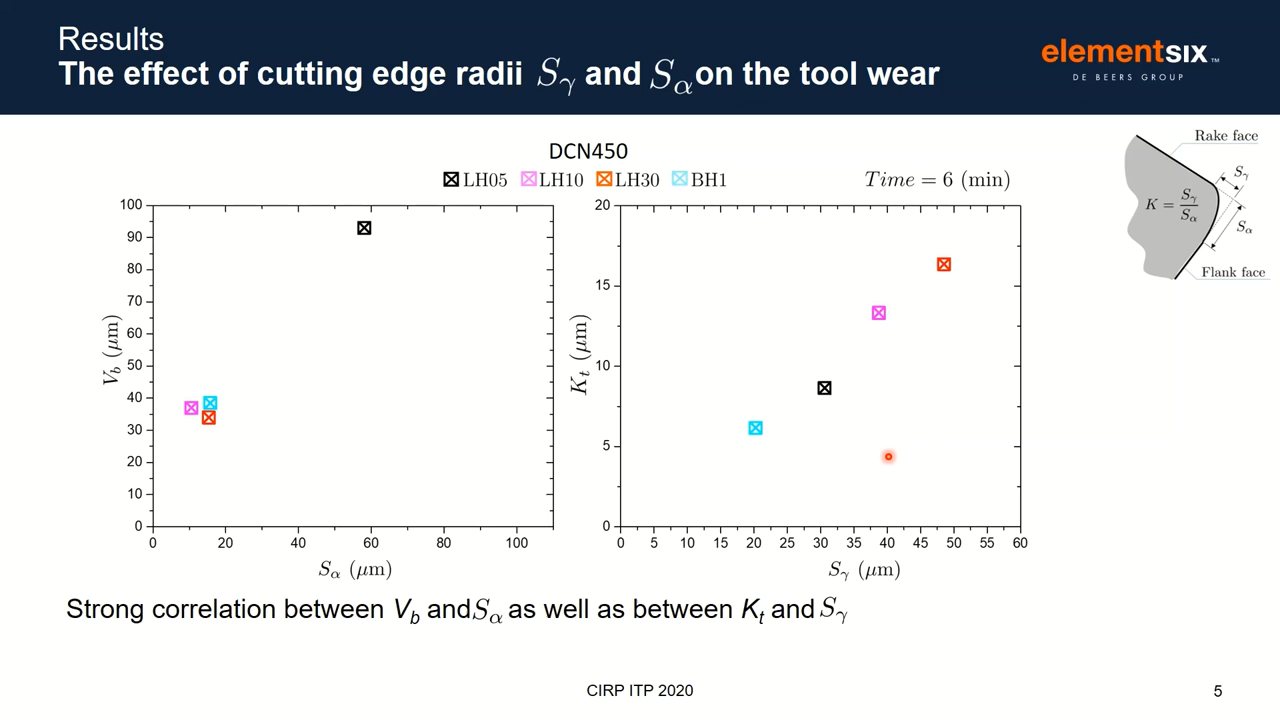 Results
The effect of cutting edge radii Sγ and Sα on the tool wear
elementsix™
DE BEERS GROUP
DCN450
LH05 LH10 LH30 BH1
Time = 6 (min)
Rake face
Sγ
K = Sγ/Sα
Sα
Flank face
100
90
80
70
60
50
40
30
20
10
0
Vb (μm)
0 20 40 60 80 100
Sα (μm)
20
15
10
5
0
Kt (μm)
0 5 10 15 20 25 30 35 40 45 50 55 60
Sγ (μm)
Strong correlation between Vb and Sα as well as between Kt and Sγ
CIRP ITP 2020
5